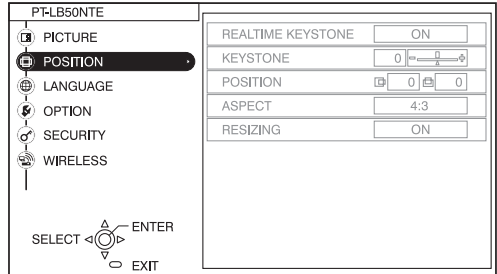 PT-LB50NTE
PICTURE
POSITION
LANGUAGE
OPTION
SECURITY
WIRELESS
SELECT
ENTER
EXIT
REALTIME KEYSTONE ON
KEYSTONE 0
POSITION 0 0
ASPECT 4:3
RESIZING ON